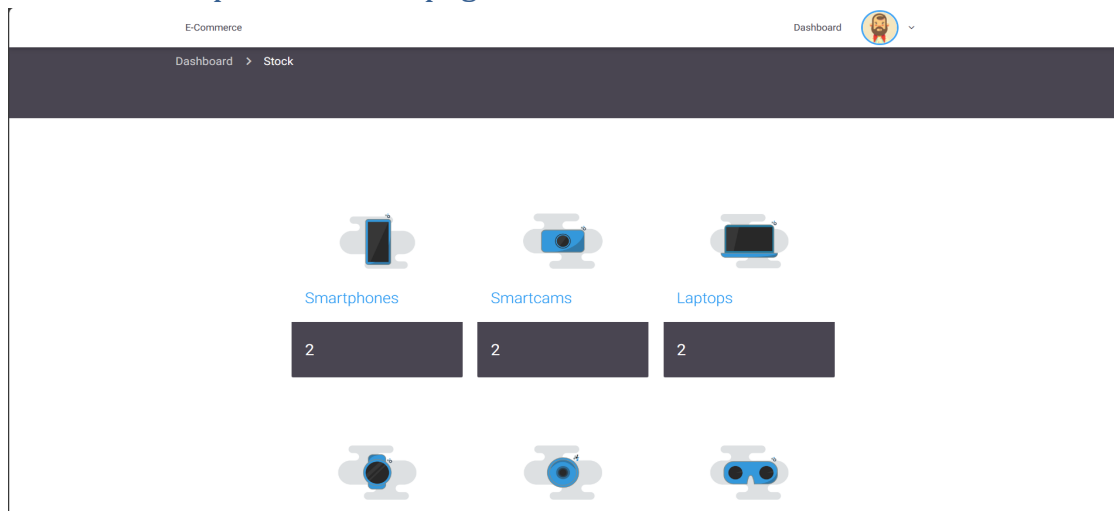 E-Commerce
Dashboard
Dashboard > Stock
Smartphones
Smartcams
Laptops
2
2
2